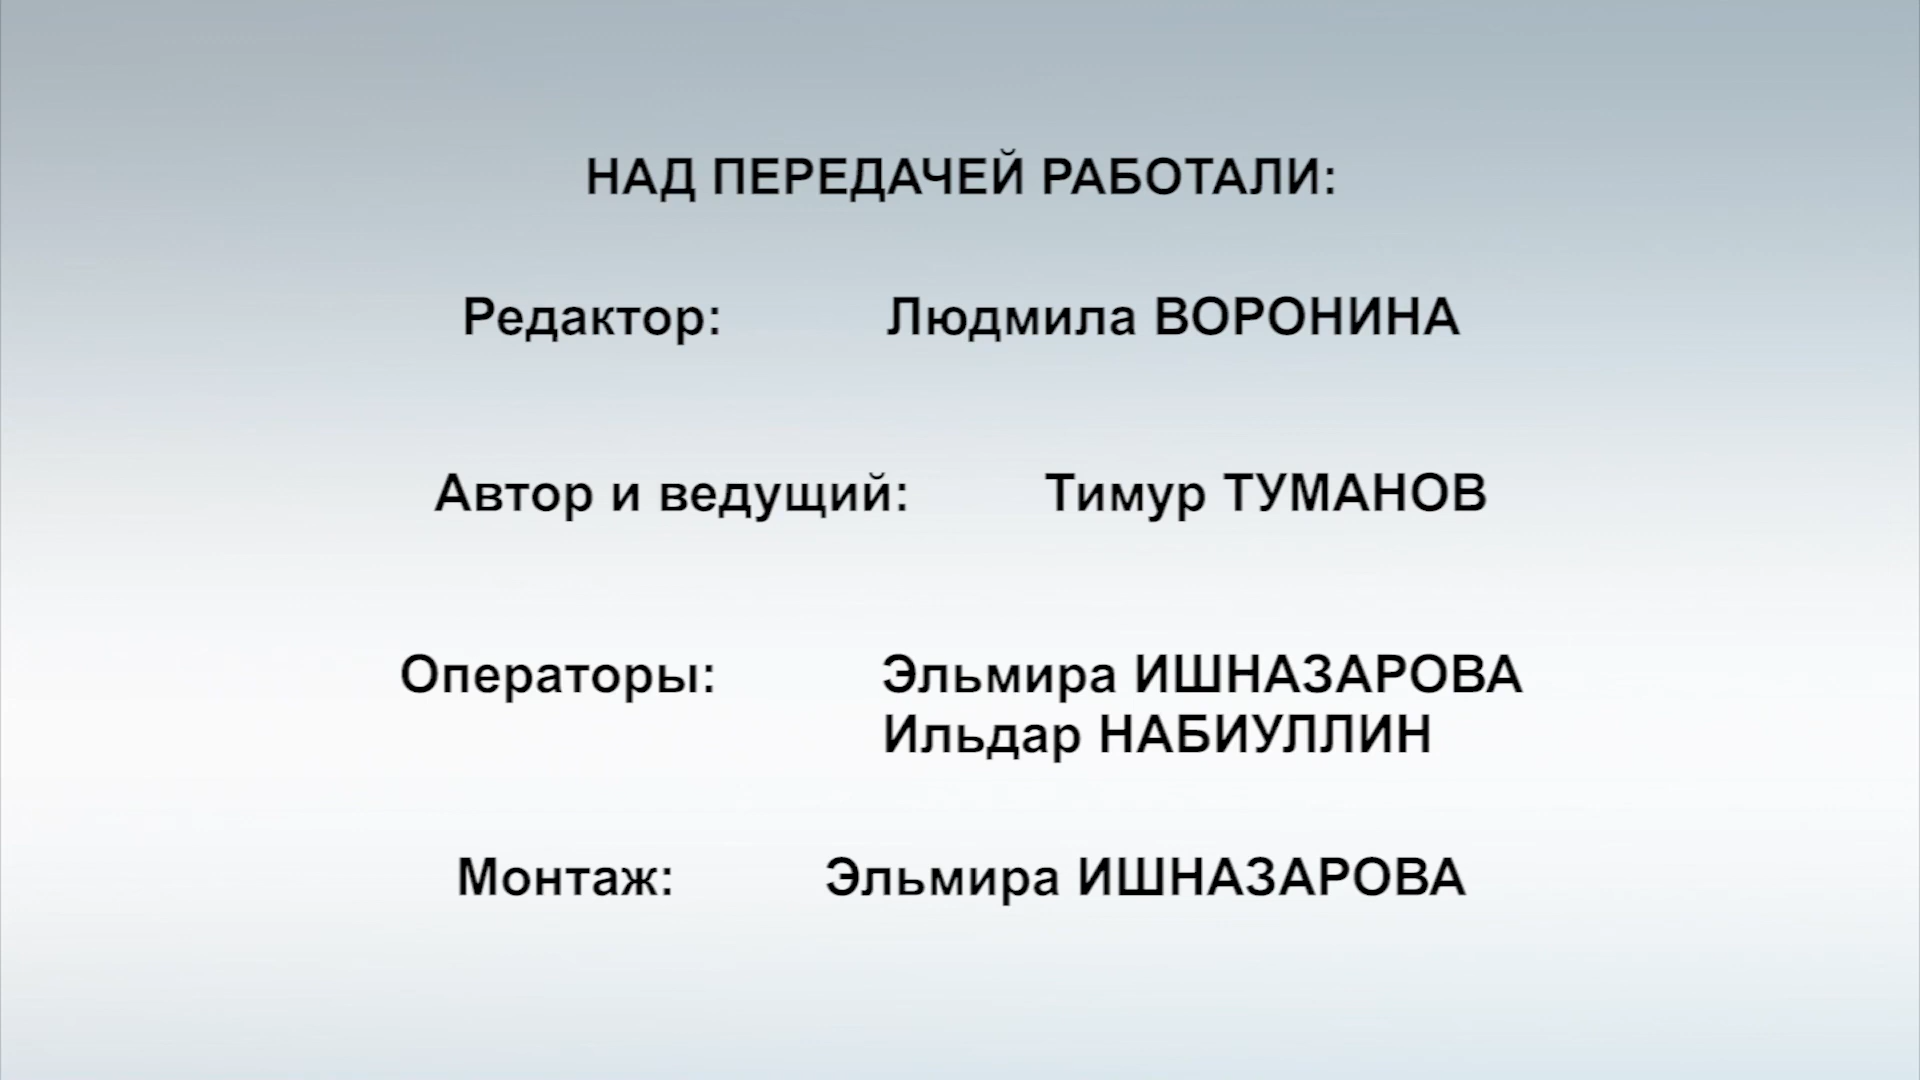 НАД ПЕРЕДАЧЕЙ РАБОТАЛИ:
Редактор: Людмила ВОРОНИНА
Автор и ведущий: Тимур ТУМАНОВ
Операторы: Эльмира ИШНАЗАРОВА
Ильдар НАБИУЛЛИН
Монтаж: Эльмира ИШНАЗАРОВА